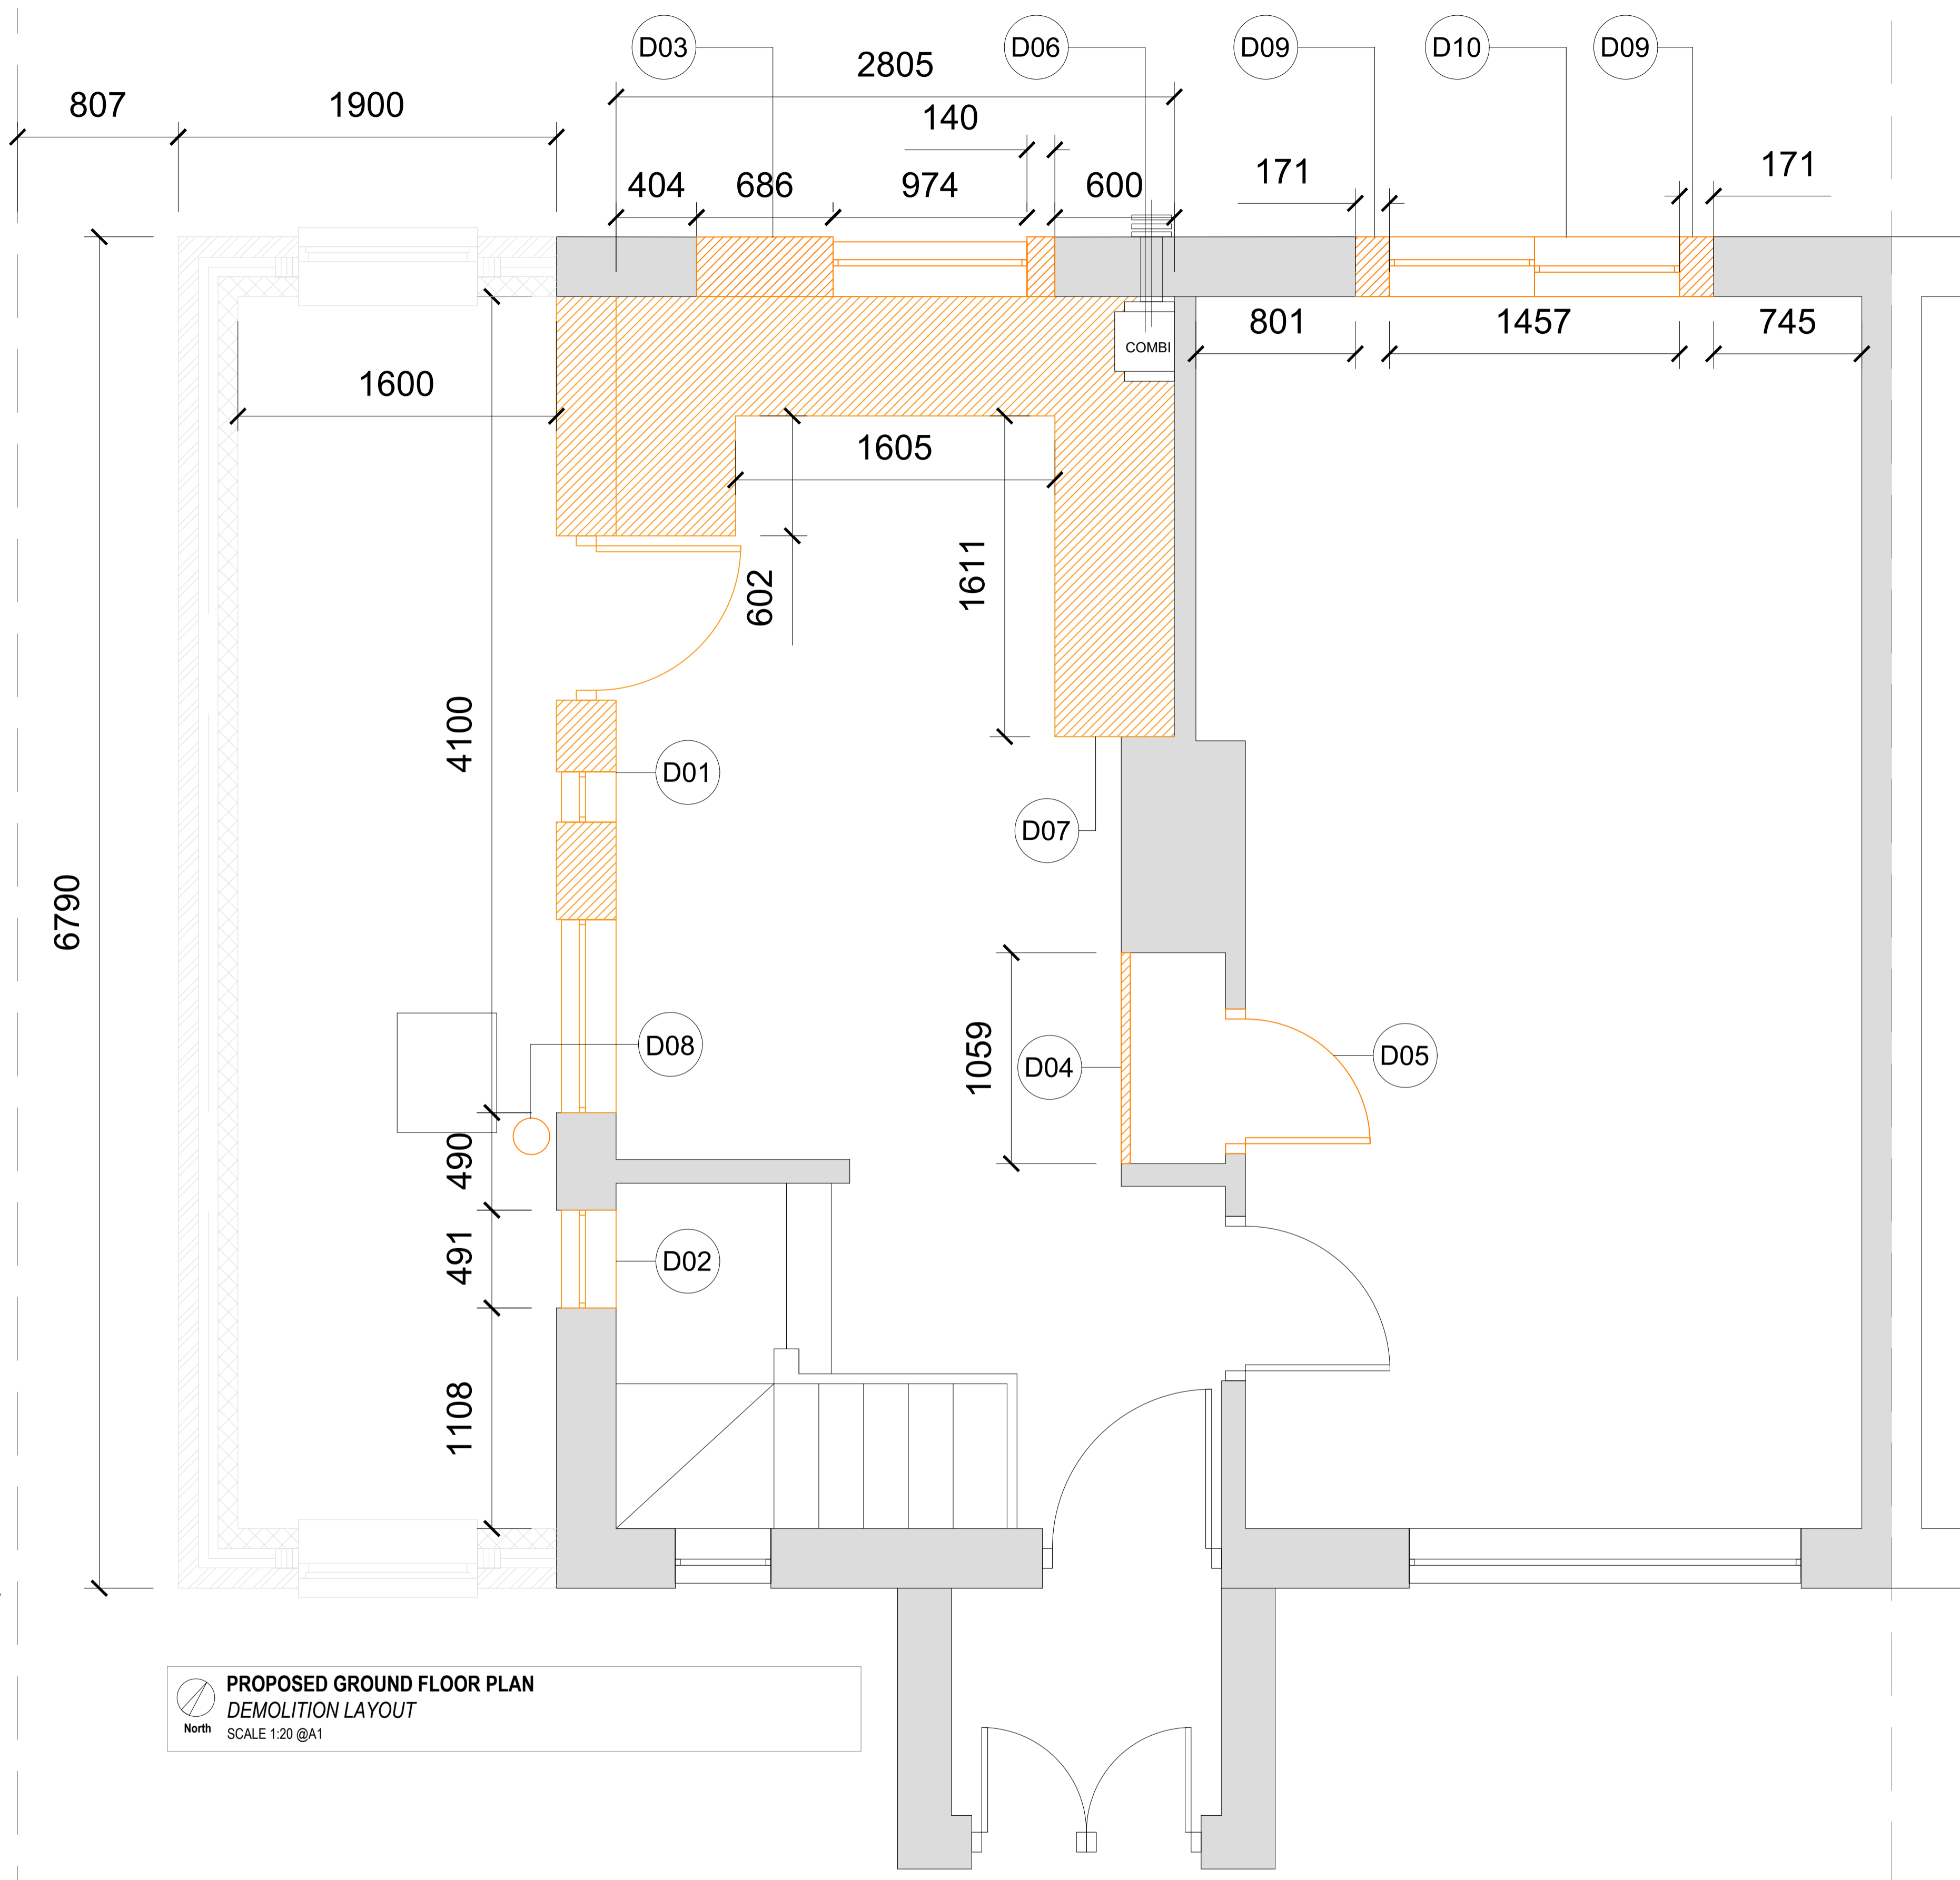 D03
D06
D09
D10
D09
2805
807
1900
140
404
686
974
600
171
171
COMBI
801
1457
745
1600
1605
602
1611
4100
D01
D07
6790
D08
1059
D04
D05
490
491
D02
1108
PROPOSED GROUND FLOOR PLAN
DEMOLITION LAYOUT
North
SCALE 1:20 @A1